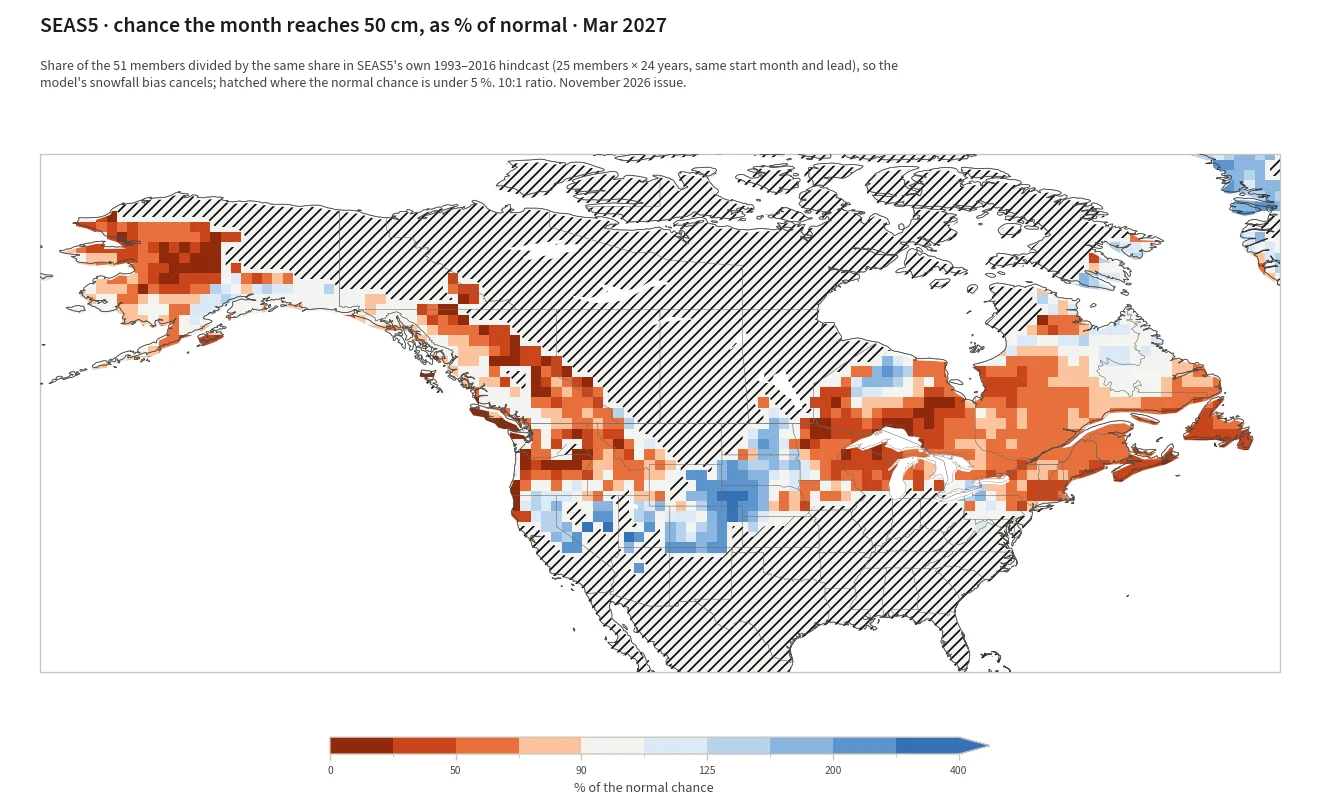 SEAS5 · chance the month reaches 50 cm, as % of normal · Mar 2027
Share of the 51 members divided by the same share in SEAS5's own 1993–2016 hindcast (25 members × 24 years, same start month and lead), so the
model's snowfall bias cancels; hatched where the normal chance is under 5 %. 10:1 ratio. November 2026 issue.
0 50 90 125 200 400
% of the normal chance